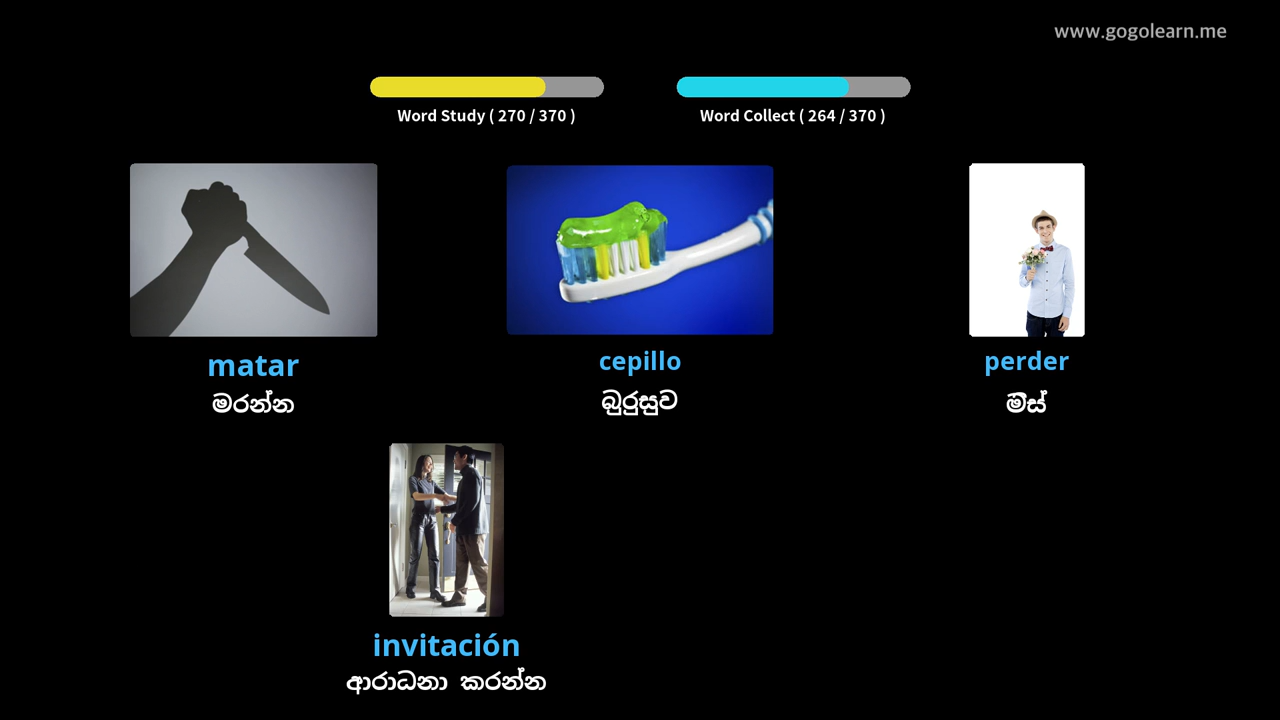 www.gogolearn.me
Word Study ( 270 / 370 )
Word Collect ( 264 / 370 )
matar
මරන්න
cepillo
බුරුසුව
perder
මිස්
invitación
ආරාධනා කරන්න